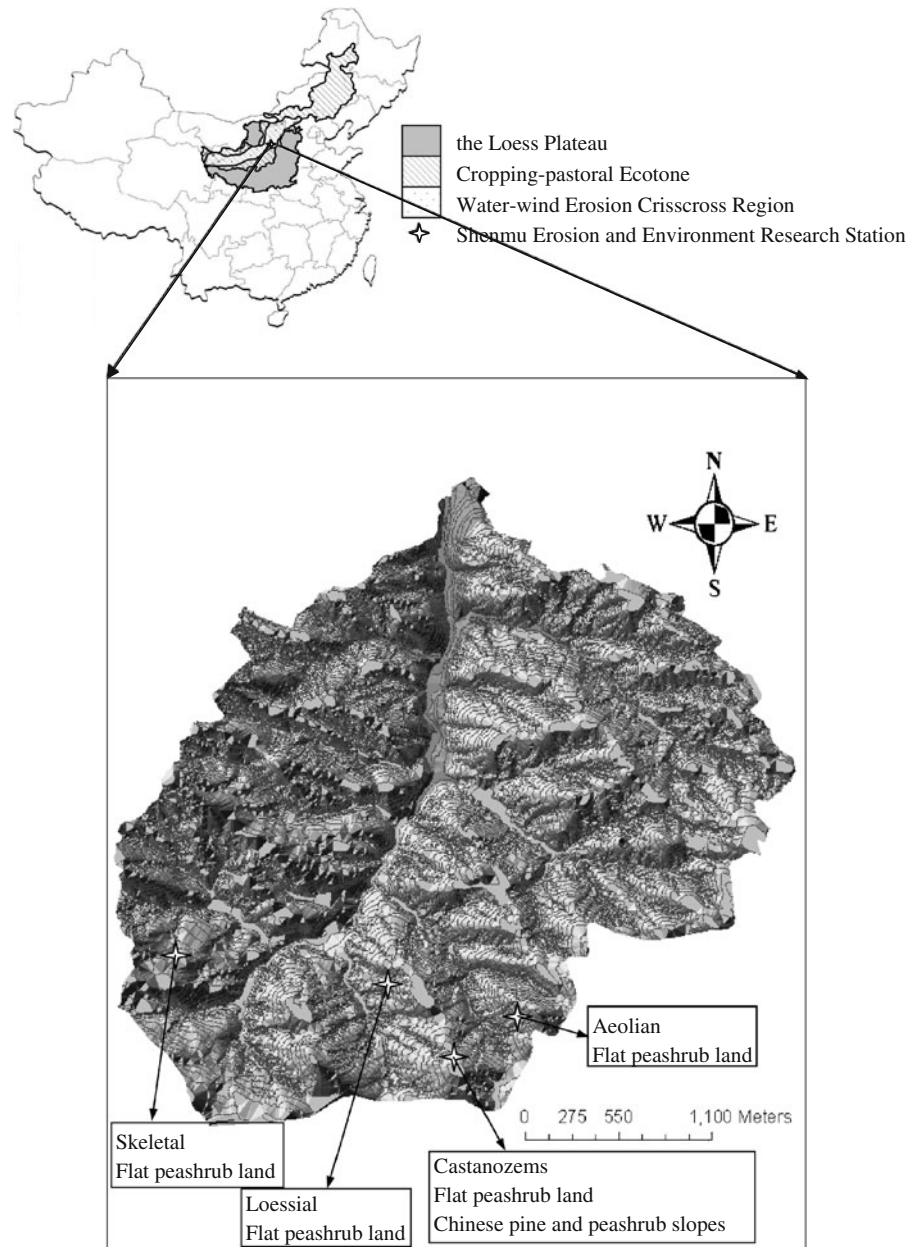 the Loess Plateau
Cropping-pastoral Ecotone
Water-wind Erosion Crisscross Region
Shenmu Erosion and Environment Research Station
N
W E
S
Aeolian
Flat peashrub land
0 275 550 1,100 Meters
Skeletal
Flat peashrub land
Loessial
Flat peashrub land
Castanozems
Flat peashrub land
Chinese pine and peashrub slopes